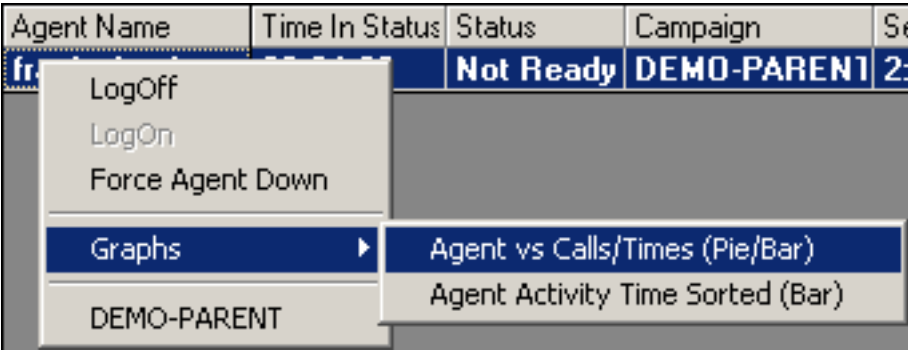 Agent Name Time In Status Status Campaign
Not Ready DEMO-PARENT
LogOff
LogOn
Force Agent Down
Graphs
Agent vs Calls/Times (Pie/Bar)
Agent Activity Time Sorted (Bar)
DEMO-PARENT